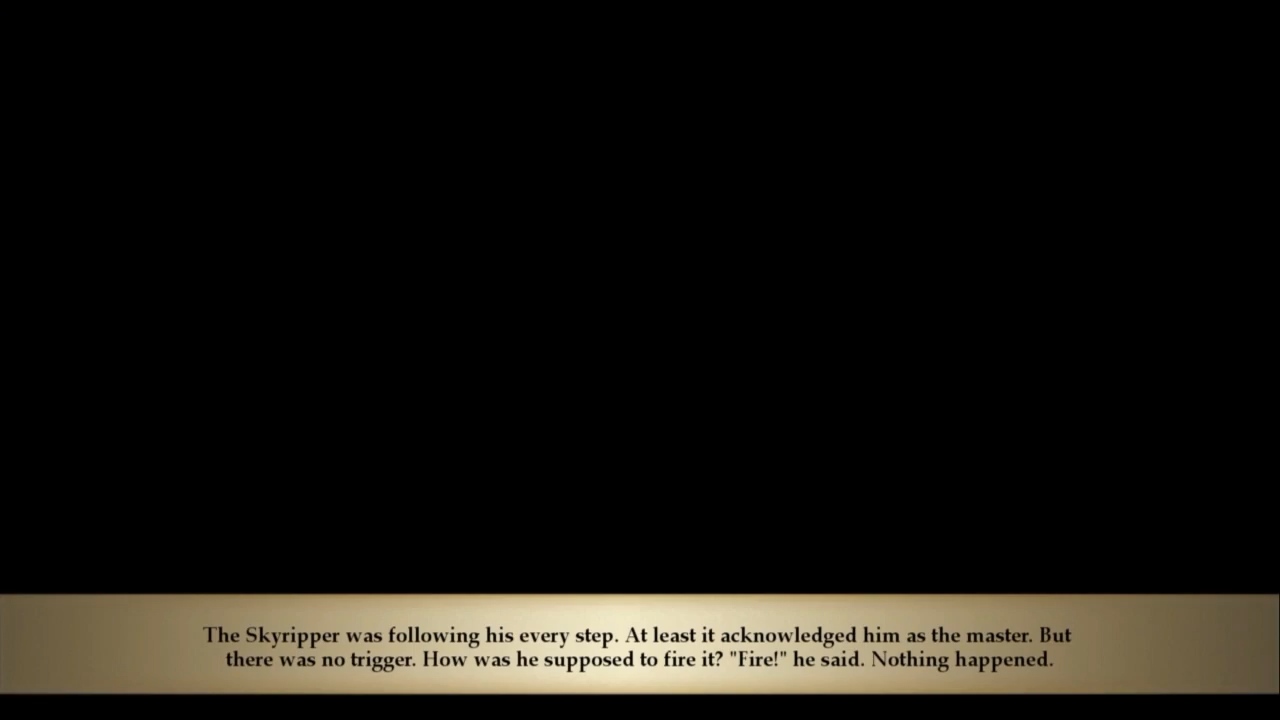 The Skyripper was following his every step. At least it acknowledged him as the master. But
there was no trigger. How was he supposed to fire it? "Fire!" he said. Nothing happened.